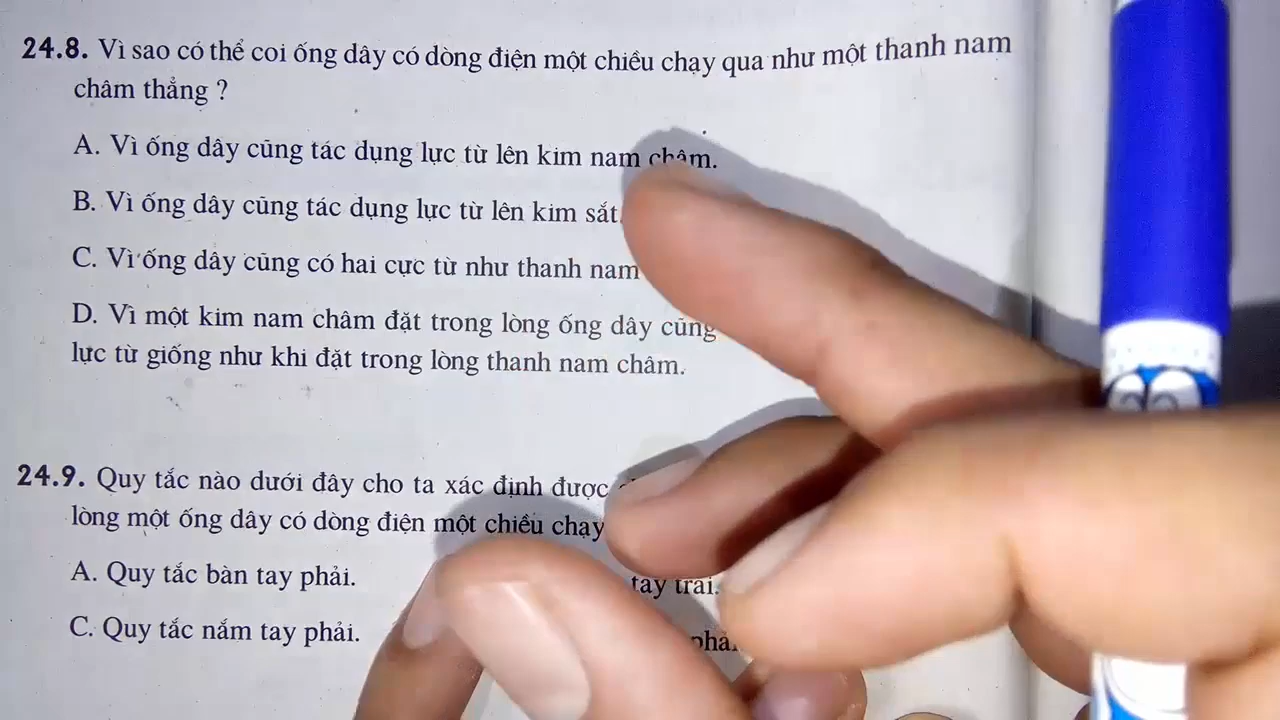 24.8. Vì sao có thể coi ống dây có dòng điện một chiều chạy qua như một thanh nam
châm thẳng ?
A. Vì ống dây cũng tác dụng lực từ lên kim nam châm.
B. Vì ống dây cũng tác dụng lực từ lên kim sắt.
C. Vì ống dây cũng có hai cực từ như thanh nam
D. Vì một kim nam châm đặt trong lòng ống dây cũng
lực từ giống như khi đặt trong lòng thanh nam châm.
24.9. Quy tắc nào dưới đây cho ta xác định được
lòng một ống dây có dòng điện một chiều chạy
A. Quy tắc bàn tay phải. tay trái.
C. Quy tắc nắm tay phải.